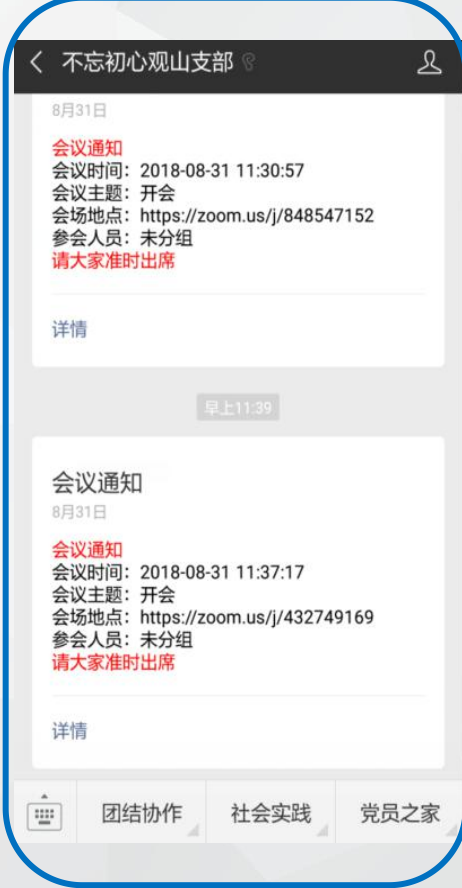 不忘初心观山支部
8月31日
会议通知
会议时间：2018-08-31 11:30:57
会议主题：开会
会场地点：https://zoom.us/j/848547152
参会人员：未分组
请大家准时出席
详情
早上11:39
会议通知
8月31日
会议通知
会议时间：2018-08-31 11:37:17
会议主题：开会
会场地点：https://zoom.us/j/432749169
参会人员：未分组
请大家准时出席
详情
团结协作 社会实践 党员之家